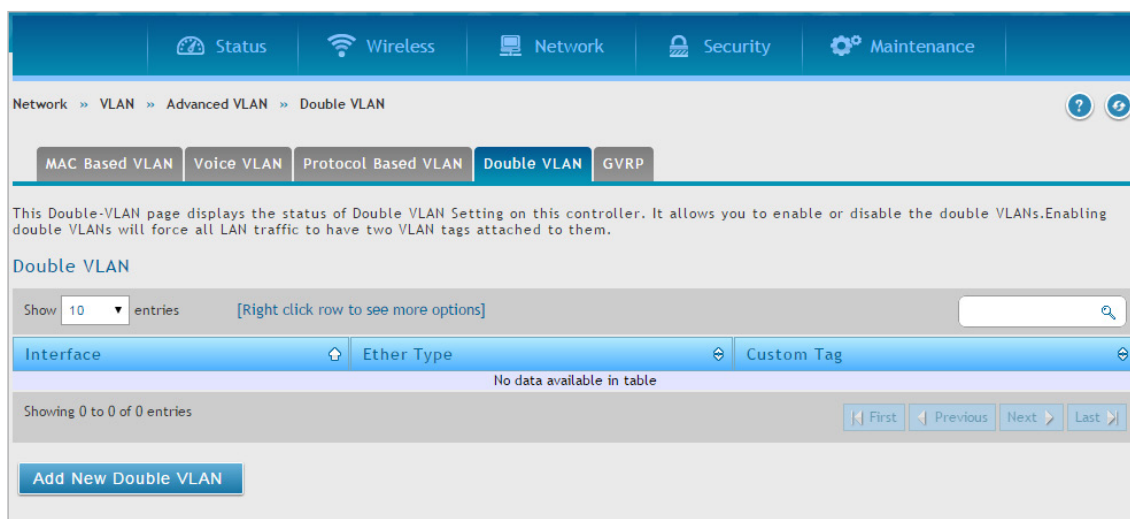 Status Wireless Network Security Maintenance
Network » VLAN » Advanced VLAN » Double VLAN ?
MAC Based VLAN Voice VLAN Protocol Based VLAN Double VLAN GVRP
This Double-VLAN page displays the status of Double VLAN Setting on this controller. It allows you to enable or disable the double VLANs.Enabling
double VLANs will force all LAN traffic to have two VLAN tags attached to them.
Double VLAN
Show 10 entries [Right click row to see more options]
Interface Ether Type Custom Tag
No data available in table
Showing 0 to 0 of 0 entries First Previous Next Last
Add New Double VLAN